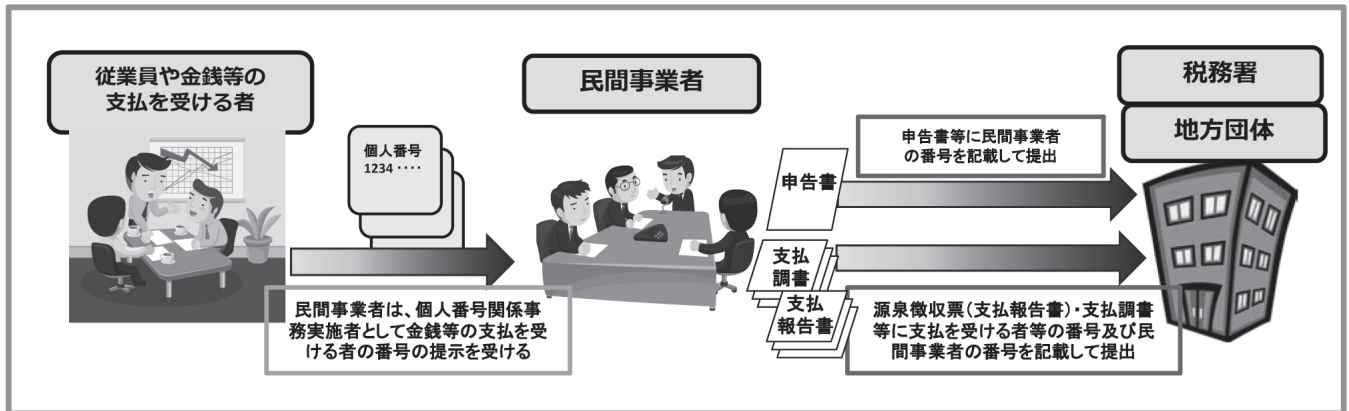 従業員や金銭等の
支払を受ける者
個人番号
1234 ‥‥
民間事業者は、個人番号関係事
務実施者として金銭等の支払を受
ける者の番号の提示を受ける
民間事業者
申告書
支払
調書
支払
報告書
申告書等に民間事業者
の番号を記載して提出
源泉徴収票(支払報告書)・支払調書
等に支払を受ける者等の番号及び民
間事業者の番号を記載して提出
税務署
地方団体